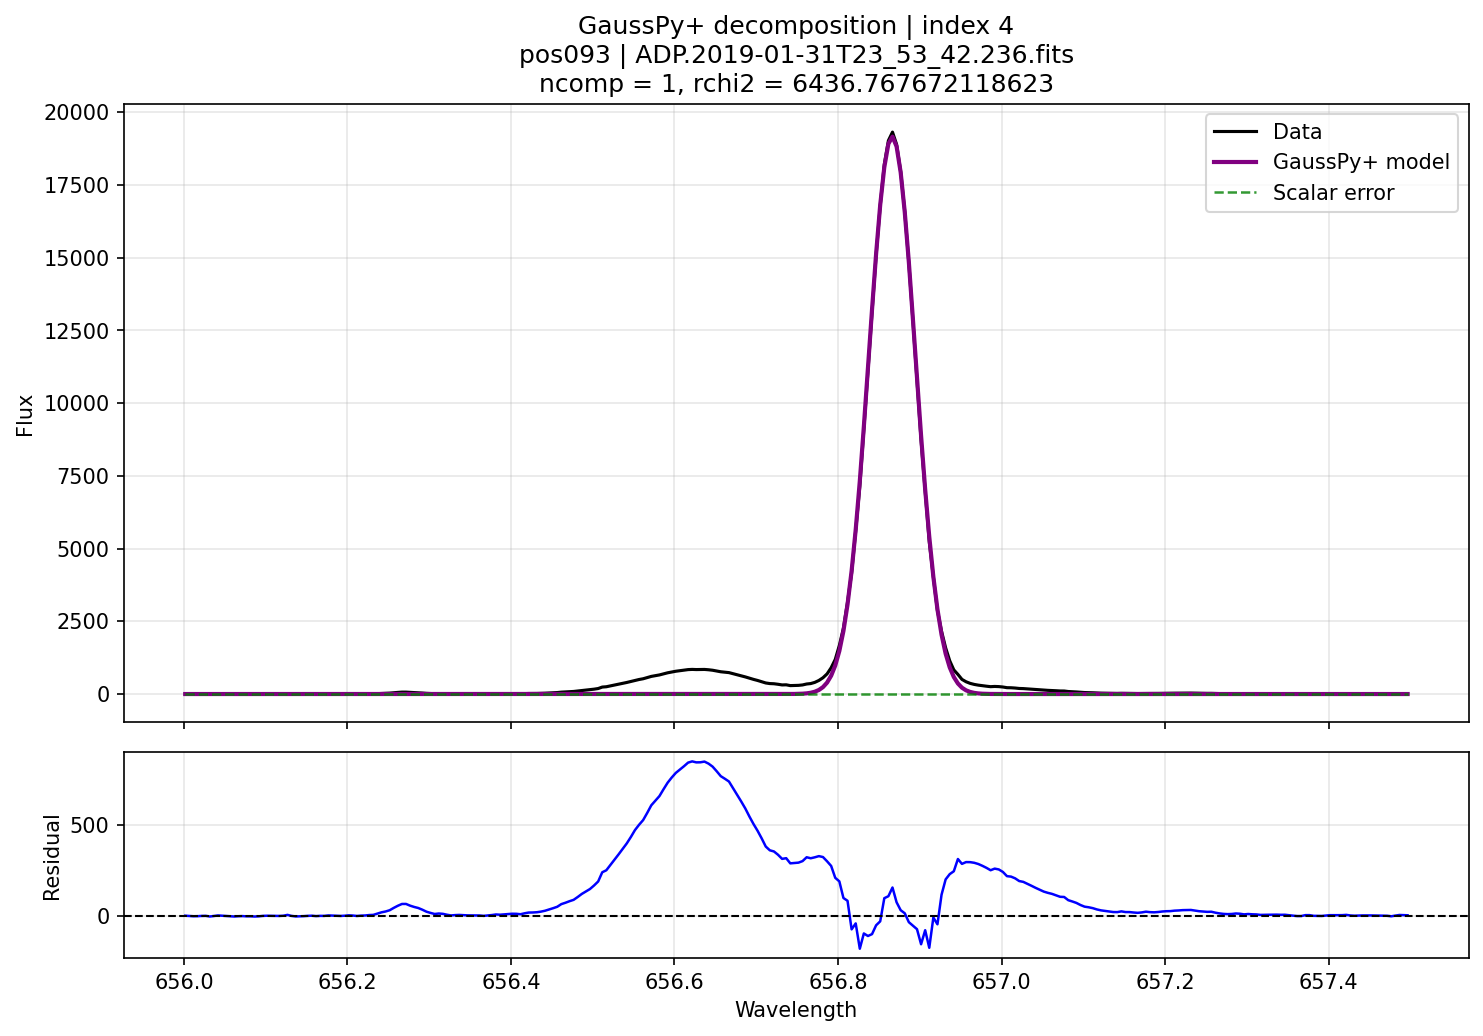 GaussPy+ decomposition | index 4
pos093 | ADP.2019-01-31T23_53_42.236.fits
ncomp = 1, rchi2 = 6436.767672118623
20000
17500
15000
12500
10000
7500
5000
2500
0
Flux
Data
GaussPy+ model
Scalar error
500
0
Residual
656.0
656.2
656.4
656.6
656.8
657.0
657.2
657.4
Wavelength